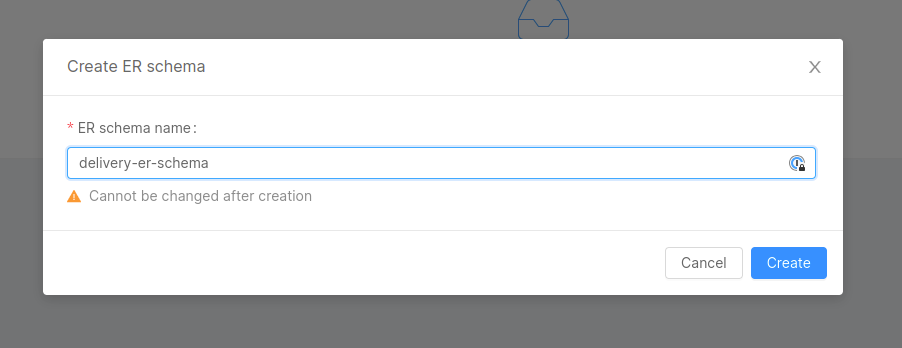 Create ER schema
* ER schema name:
delivery-er-schema
Cannot be changed after creation
Cancel
Create